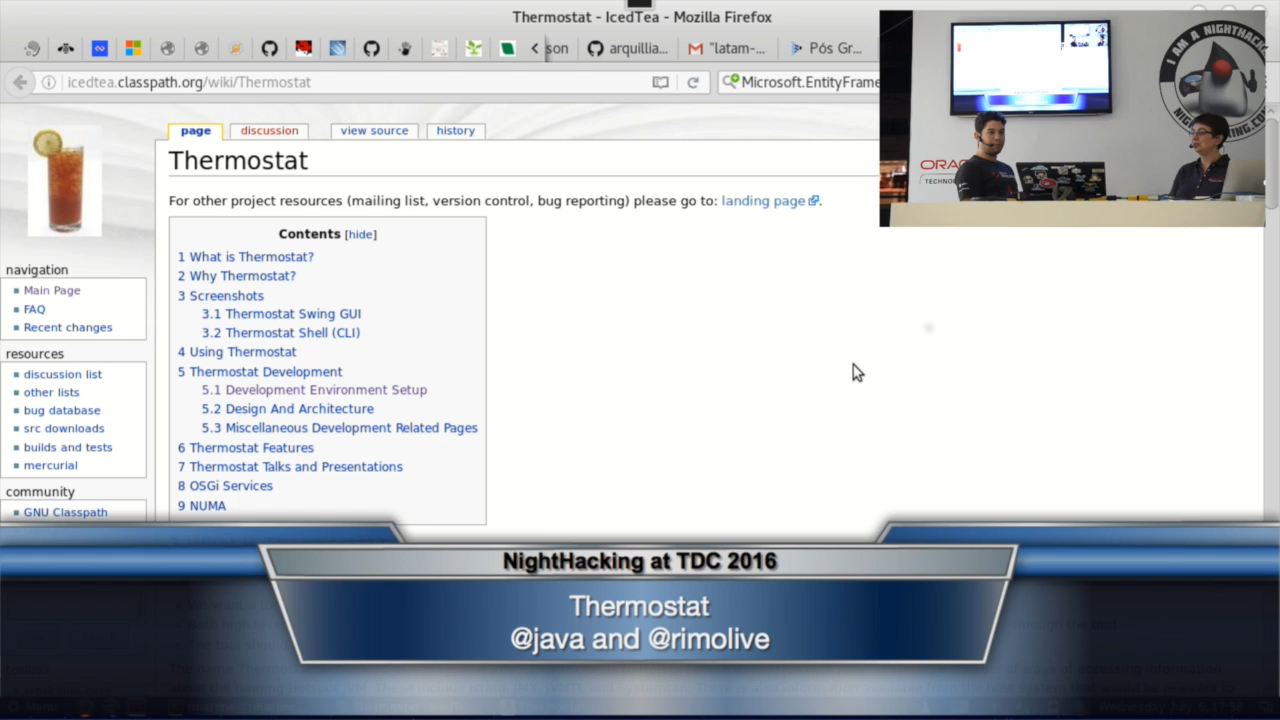 Thermostat - IcedTea - Mozilla Firefox
son
arquillia...
"latam-...
Pós Gr...
icedtea.classpath.org/wiki/Thermostat
Microsoft.EntityFrame
page
discussion
view source
history
Thermostat
For other project resources (mailing list, version control, bug reporting) please go to: landing page.
Contents [hide]
1 What is Thermostat?
2 Why Thermostat?
3 Screenshots
3.1 Thermostat Swing GUI
3.2 Thermostat Shell (CLI)
4 Using Thermostat
5 Thermostat Development
5.1 Development Environment Setup
5.2 Design And Architecture
5.3 Miscellaneous Development Related Pages
6 Thermostat Features
7 Thermostat Talks and Presentations
8 OSGi Services
9 NUMA
navigation
Main Page
FAQ
Recent changes
resources
discussion list
other lists
bug database
src downloads
builds and tests
mercurial
community
GNU Classpath
I AM A NIGHTHACK
NIGHTHACKING.CO
ORAC
TECHNO
NightHacking at TDC 2016
Thermostat
@java and @rimolive